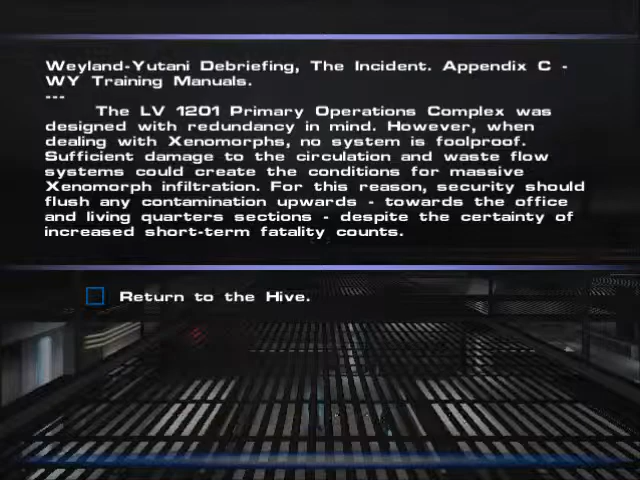 Weyland-Yutani Debriefing, The Incident. Appendix C -
WY Training Manuals.
---
The LV 1201 Primary Operations Complex was
designed with redundancy in mind. However, when
dealing with Xenomorphs, no system is foolproof.
Sufficient damage to the circulation and waste flow
systems could create the conditions for massive
Xenomorph infiltration. For this reason, security should
flush any contamination upwards - towards the office
and living quarters sections - despite the certainty of
increased short-term fatality counts.
Return to the Hive.